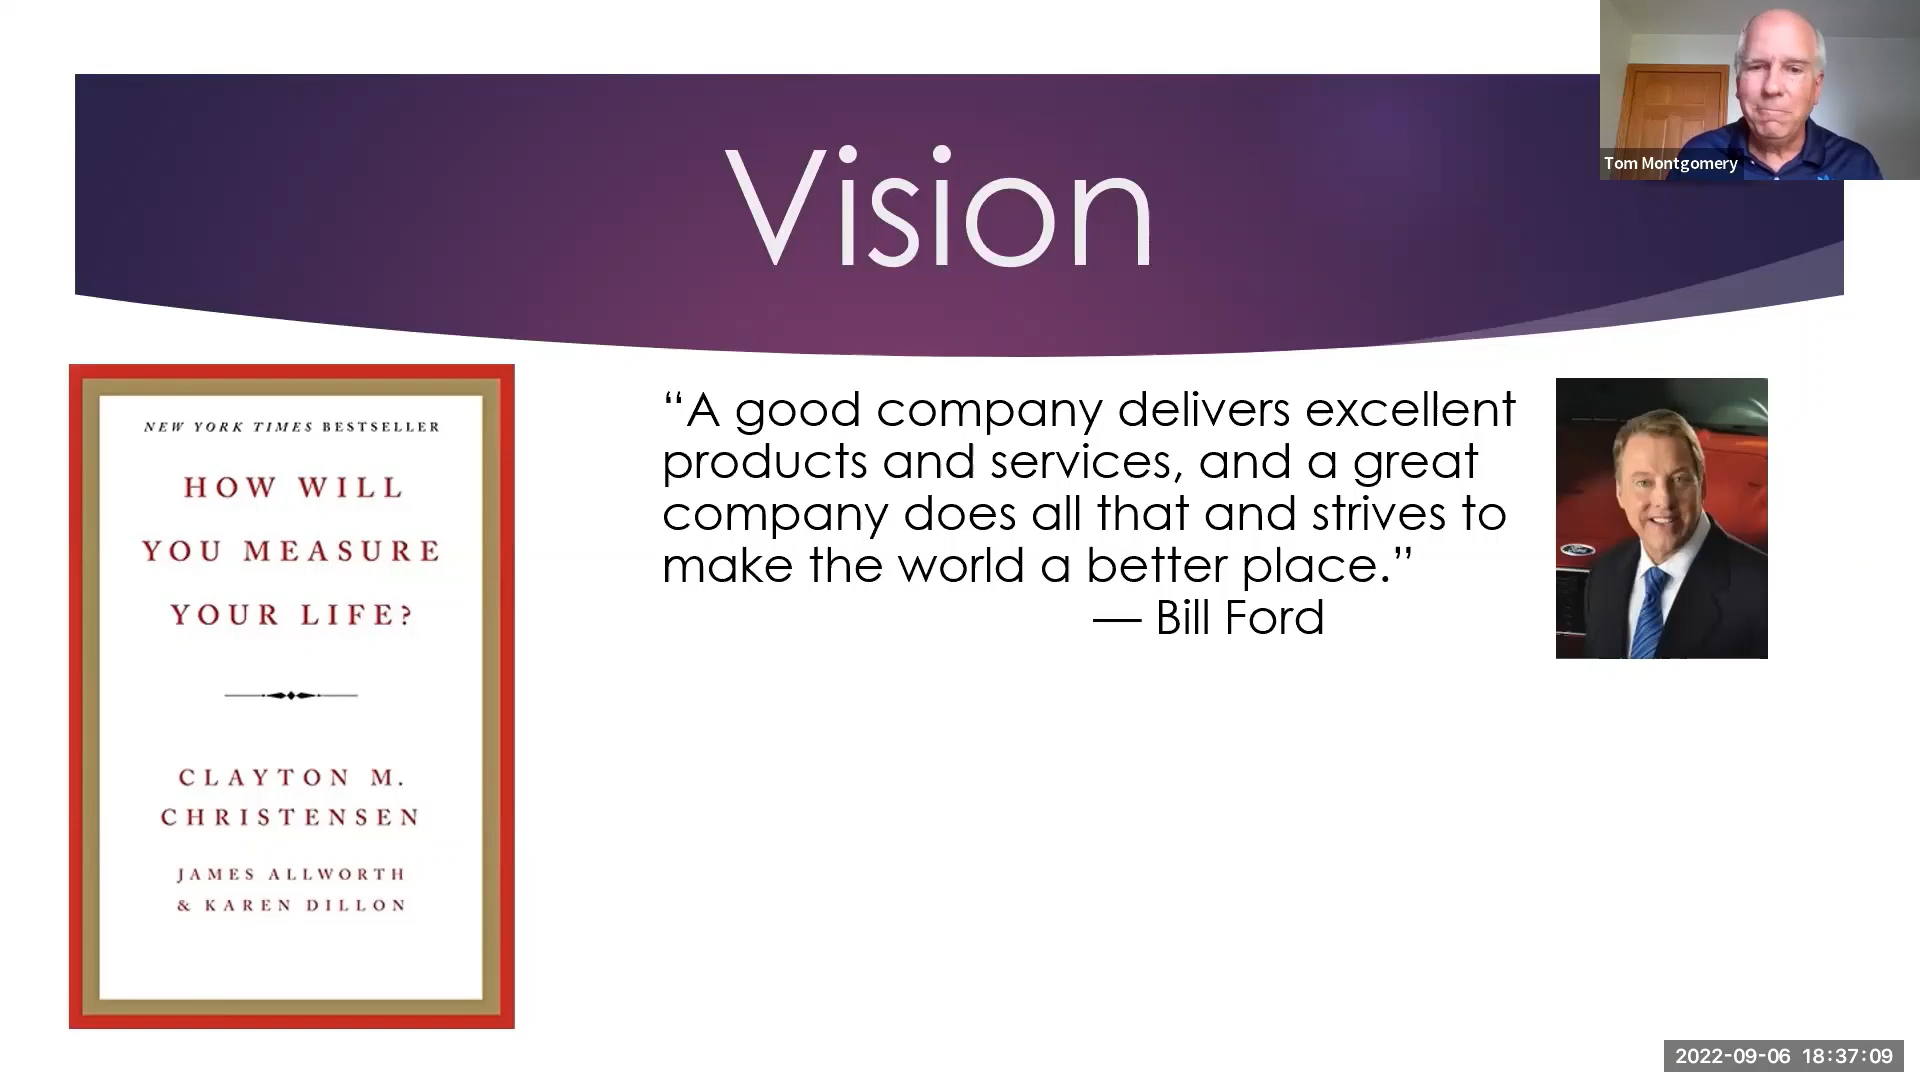 Vision
Tom Montgomery
NEW YORK TIMES BESTSELLER
HOW WILL
YOU MEASURE
YOUR LIFE?
CLAYTON M.
CHRISTENSEN
JAMES ALLWORTH
& KAREN DILLON
“A good company delivers excellent
products and services, and a great
company does all that and strives to
make the world a better place.”
— Bill Ford
Ford
2022-09-06 18:37:09